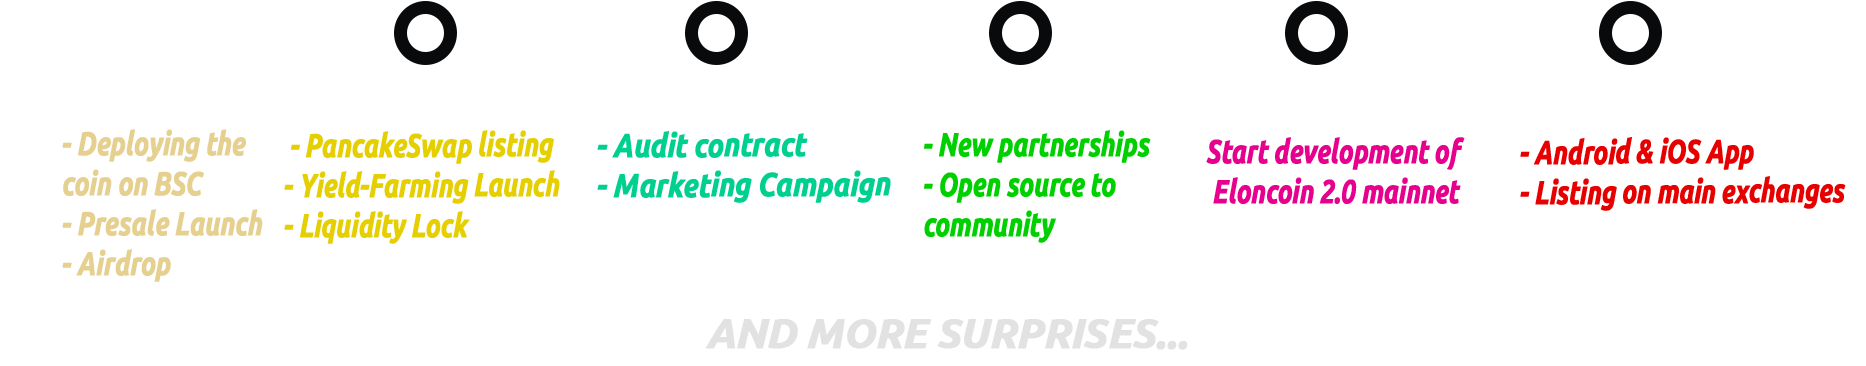 - Deploying the
coin on BSC
- Presale Launch
- Airdrop
- PancakeSwap listing
- Yield-Farming Launch
- Liquidity Lock
- Audit contract
- Marketing Campaign
- New partnerships
- Open source to
community
Start development of
Eloncoin 2.0 mainnet
- Android & iOS App
- Listing on main exchanges
AND MORE SURPRISES...